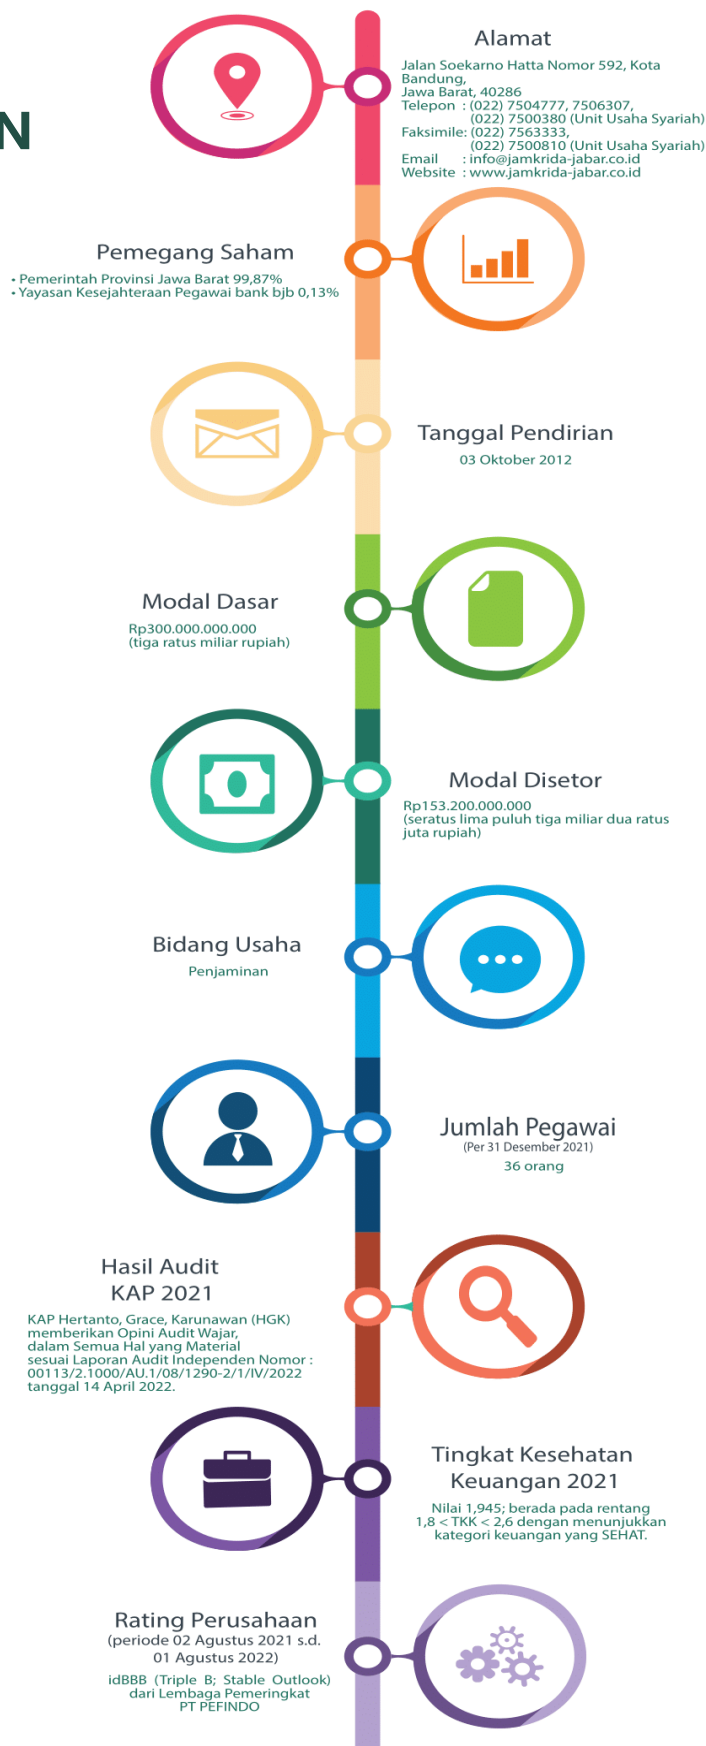 N
Alamat
Jalan Soekarno Hatta Nomor 592, Kota
Bandung,
Jawa Barat, 40286
Telepon : (022) 7504777, 7506307,
(022) 7500380 (Unit Usaha Syariah)
Faksimile: (022) 7563333,
(022) 7500810 (Unit Usaha Syariah)
Email : info@jamkrida-jabar.co.id
Website : www.jamkrida-jabar.co.id
Pemegang Saham
• Pemerintah Provinsi Jawa Barat 99,87%
• Yayasan Kesejahteraan Pegawai bank bjb 0,13%
Tanggal Pendirian
03 Oktober 2012
Modal Dasar
Rp300.000.000.000
(tiga ratus miliar rupiah)
Modal Disetor
Rp153.200.000.000
(seratus lima puluh tiga miliar dua ratus
juta rupiah)
Bidang Usaha
Penjaminan
Jumlah Pegawai
(Per 31 Desember 2021)
36 orang
Hasil Audit
KAP 2021
KAP Hertanto, Grace, Karunawan (HGK)
memberikan Opini Audit Wajar,
dalam Semua Hal yang Material
sesuai Laporan Audit Independen Nomor :
00113/2.1000/AU.1/08/1290-2/1/IV/2022
tanggal 14 April 2022.
Tingkat Kesehatan
Keuangan 2021
Nilai 1,945; berada pada rentang
1,8 < TKK < 2,6 dengan menunjukkan
kategori keuangan yang SEHAT.
Rating Perusahaan
(periode 02 Agustus 2021 s.d.
01 Agustus 2022)
idBBB (Triple B; Stable Outlook)
dari Lembaga Pemeringkat
PT PEFINDO